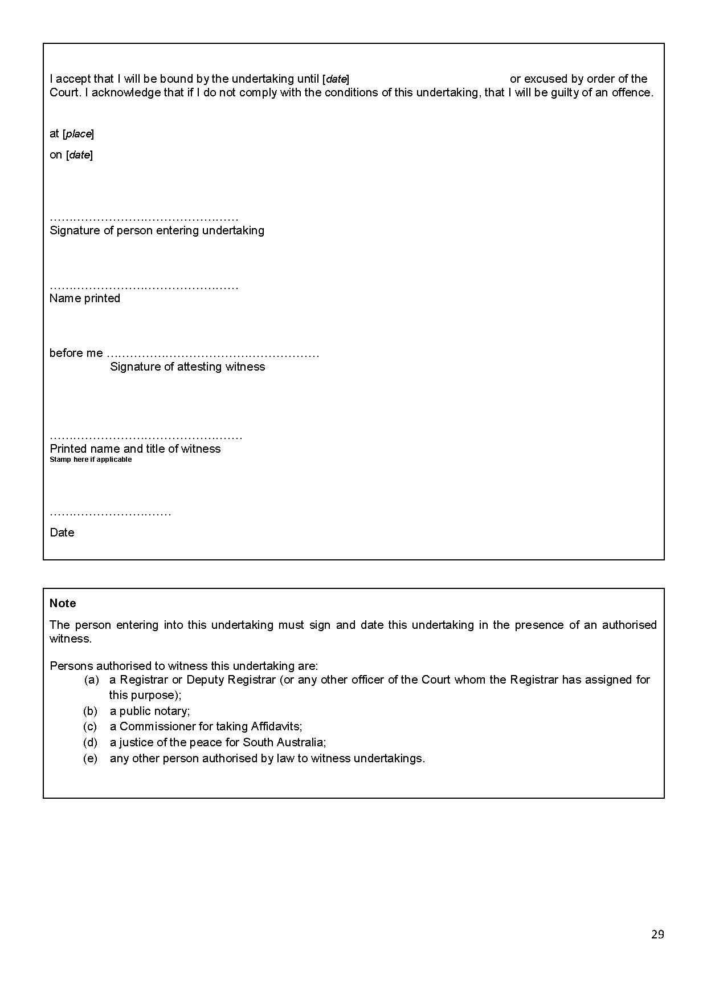 I accept that I will be bound by the undertaking until [date] or excused by order of the
Court. I acknowledge that if I do not comply with the conditions of this undertaking, that I will be guilty of an offence.
at [place]
on [date]
…………………………………………
Signature of person entering undertaking
…………………………………………
Name printed
before me ………………………………………………
Signature of attesting witness
………………………………………….
Printed name and title of witness
Stamp here if applicable
………………………….
Date
Note
The person entering into this undertaking must sign and date this undertaking in the presence of an authorised
witness.
Persons authorised to witness this undertaking are:
(a) a Registrar or Deputy Registrar (or any other officer of the Court whom the Registrar has assigned for
this purpose);
(b) a public notary;
(c) a Commissioner for taking Affidavits;
(d) a justice of the peace for South Australia;
(e) any other person authorised by law to witness undertakings.
29